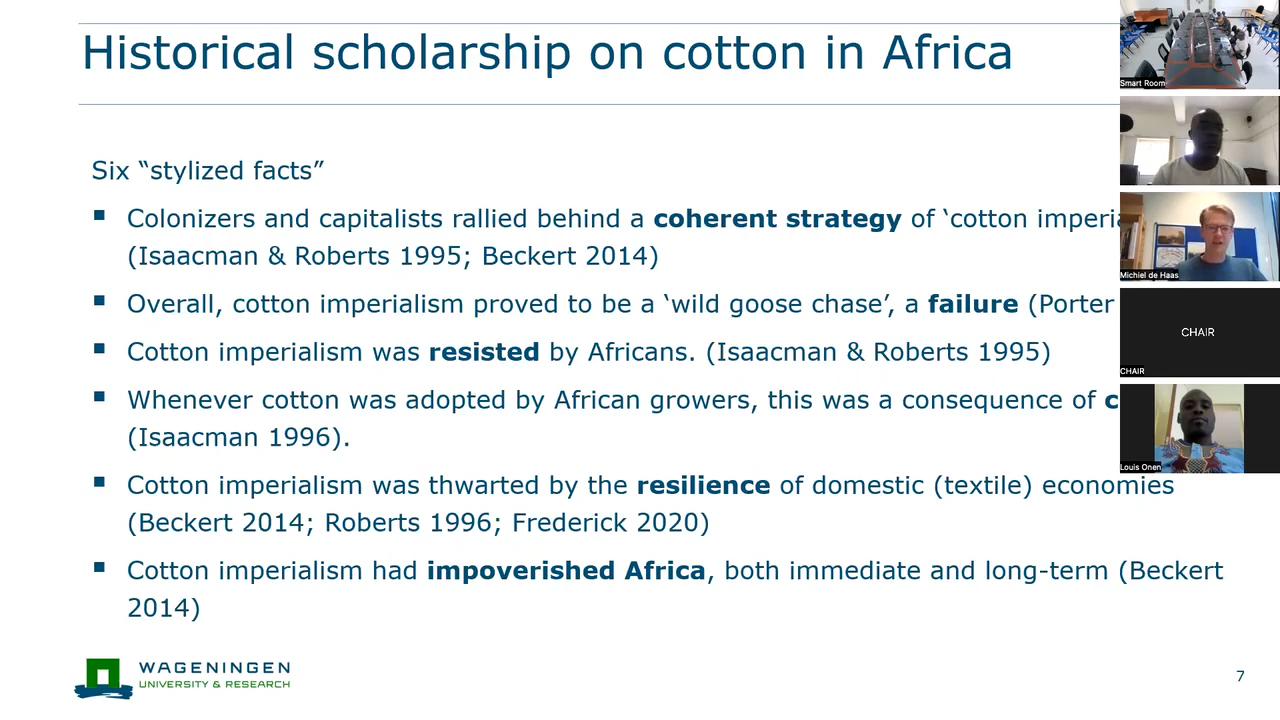 Historical scholarship on cotton in Africa
Six “stylized facts”
Colonizers and capitalists rallied behind a coherent strategy of ‘cotton
(Isaacman & Roberts 1995; Beckert 2014)
Overall, cotton imperialism proved to be a ‘wild goose chase’, a failure (Porter
Cotton imperialism was resisted by Africans. (Isaacman & Roberts 1995)
Whenever cotton was adopted by African growers, this was a consequence of
(Isaacman 1996).
Cotton imperialism was thwarted by the resilience of domestic (textile) economies
(Beckert 2014; Roberts 1996; Frederick 2020)
Cotton imperialism had impoverished Africa, both immediate and long-term (Beckert
2014)
WAGENINGEN
UNIVERSITY & RESEARCH
7
Smart Room
Michiel de Haas
CHAIR
CHAIR
Louis Onen